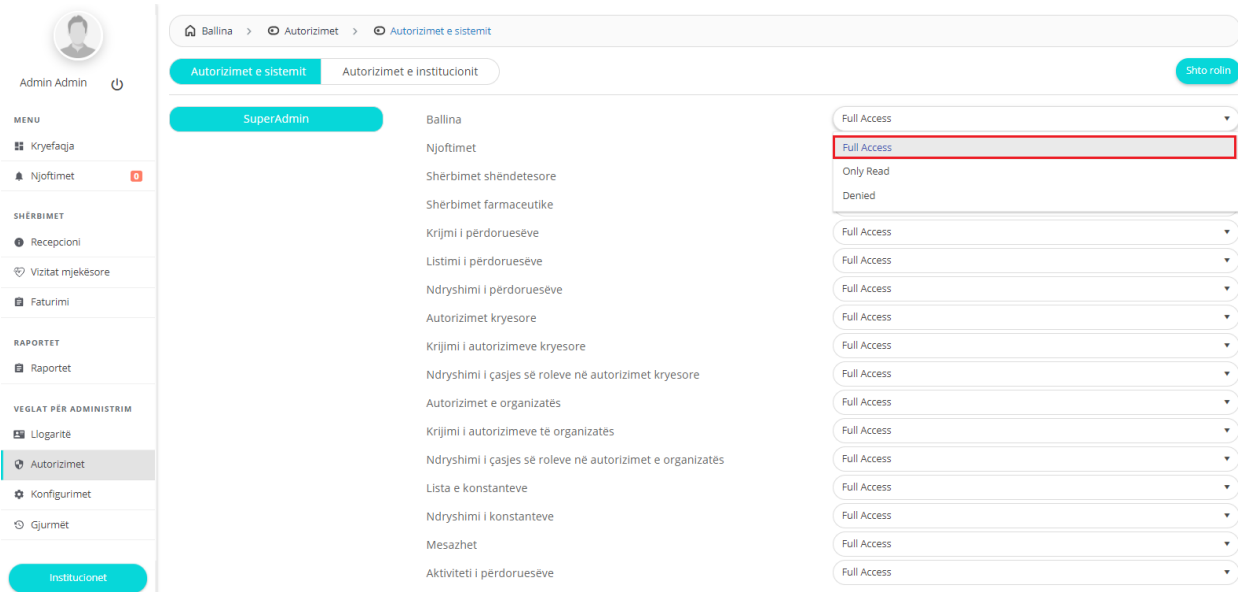 Ballina > Autorizimet > Autorizimet e sistemit
Admin Admin
Autorizimet e sistemit Autorizimet e institucionit Shto rolin
MENU
Kryefaqja
Njoftimet 0
SHËRBIMET
Recepcioni
Vizitat mjekësore
Faturimi
RAPORTET
Raportet
VEGLAT PËR ADMINISTRIM
Llogaritë
Autorizimet
Konfigurimet
Gjurmët
Institucionet
SuperAdmin
Ballina Full Access
Njoftimet Full Access
Shërbimet shëndetesore Only Read
Shërbimet farmaceutike Denied
Krijmi i përdoruesëve Full Access
Listimi i përdoruesëve Full Access
Ndryshimi i përdoruesëve Full Access
Autorizimet kryesore Full Access
Krijimi i autorizimeve kryesore Full Access
Ndryshimi i çasjes së roleve në autorizimet kryesore Full Access
Autorizimet e organizatës Full Access
Krijimi i autorizimeve të organizatës Full Access
Ndryshimi i çasjes së roleve në autorizimet e organizatës Full Access
Lista e konstanteve Full Access
Ndryshimi i konstanteve Full Access
Mesazhet Full Access
Aktiviteti i përdoruesëve Full Access